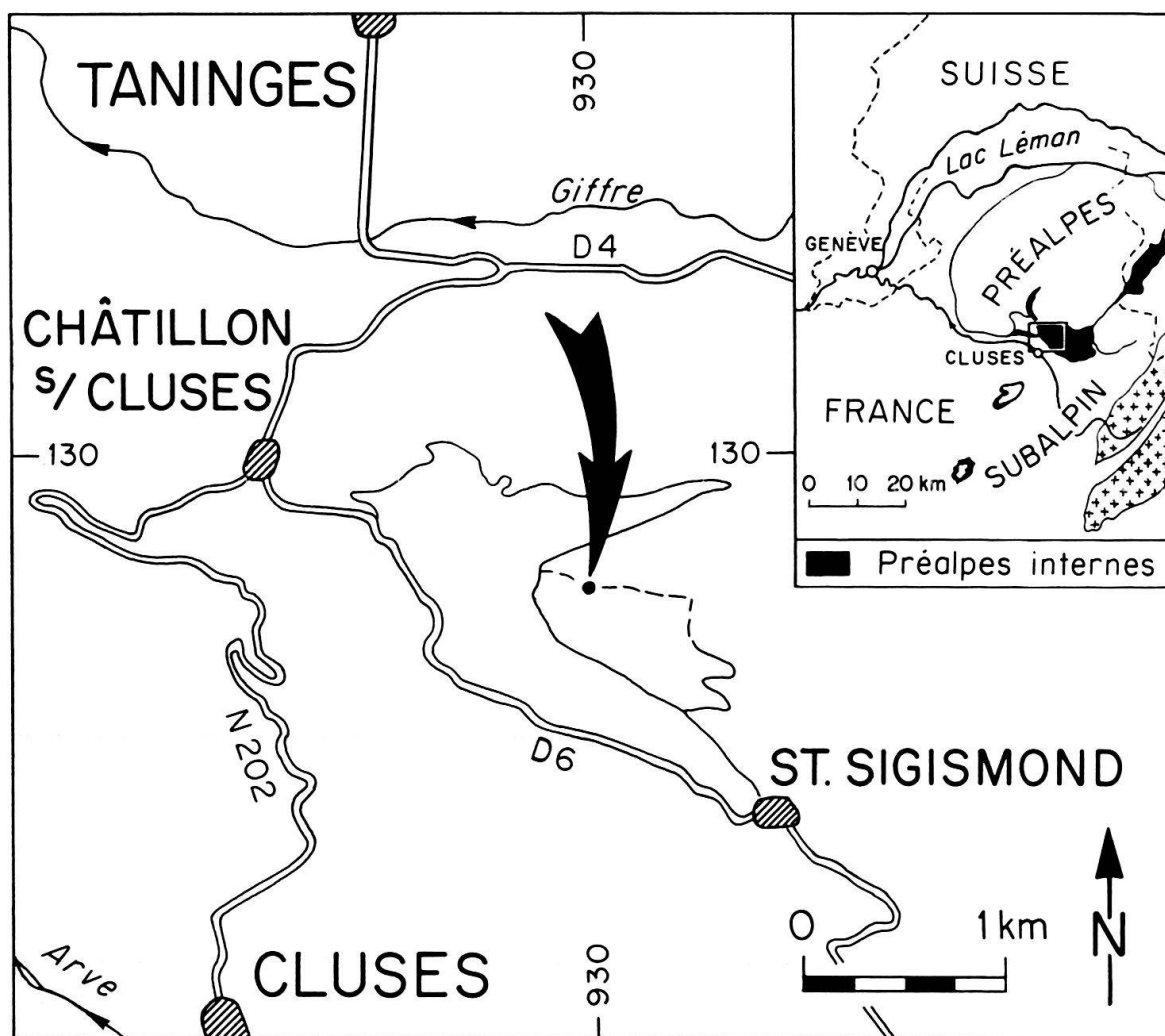 TANINGES
930
SUISSE
Lac Léman
Giffre
D4
GENÈVE
PRÉALPES
CHÂTILLON
S/ CLUSES
CLUSES
FRANCE
SUBALPIN
130
130
0 10 20 km
Préalpes internes
N 202
D6
ST. SIGISMOND
0 1 km
N
Arve
CLUSES
930